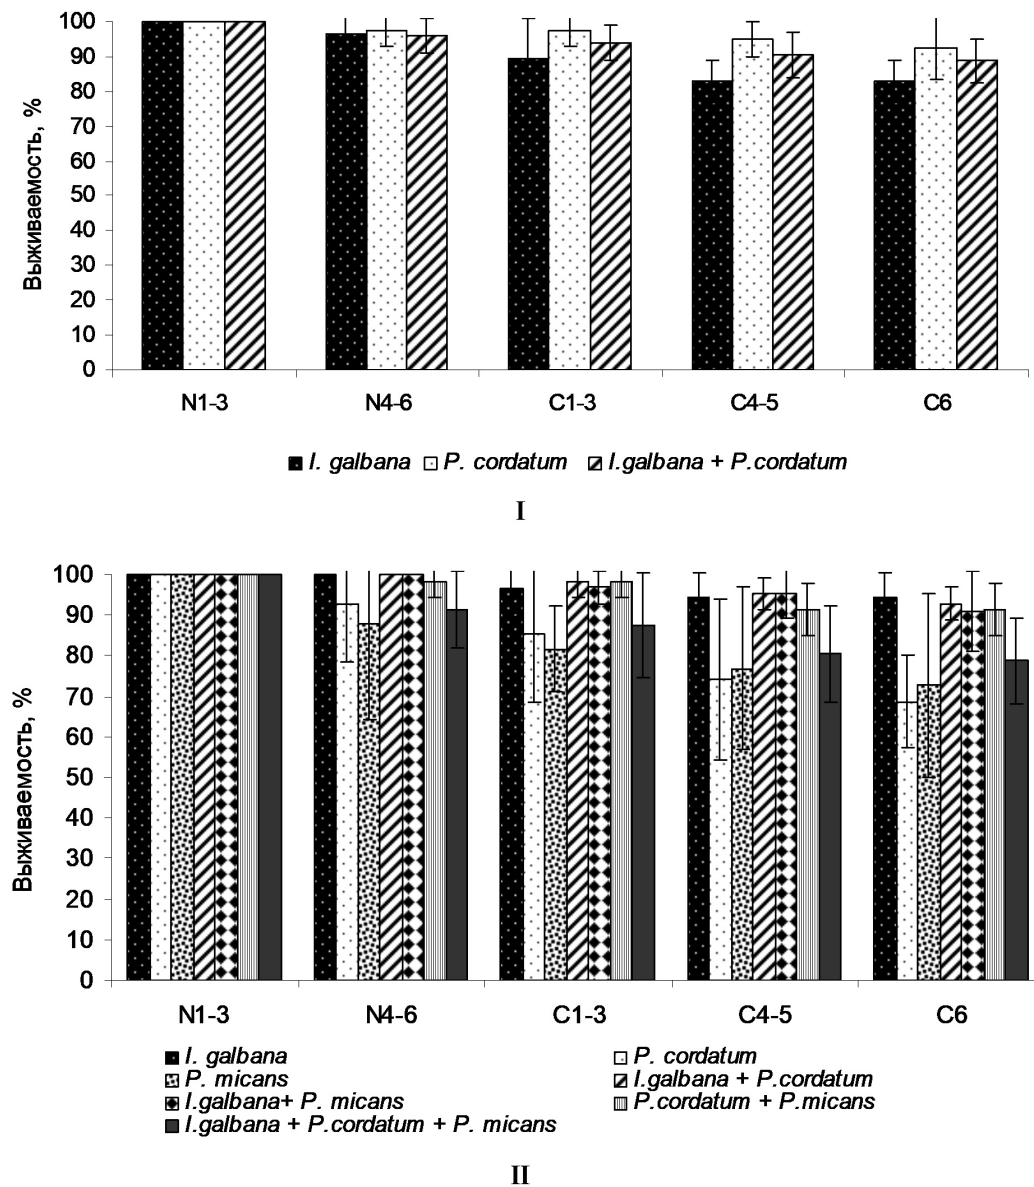 Выживаемость, %
100
90
80
70
60
50
40
30
20
10
0
N1-3 N4-6 C1-3 C4-5 C6
I. galbana P. cordatum I.galbana + P.cordatum
I
Выживаемость, %
100
90
80
70
60
50
40
30
20
10
0
N1-3 N4-6 C1-3 C4-5 C6
I. galbana P. cordatum
P. micans I.galbana + P.cordatum
I.galbana+ P. micans P.cordatum + P.micans
I.galbana + P.cordatum + P. micans
II